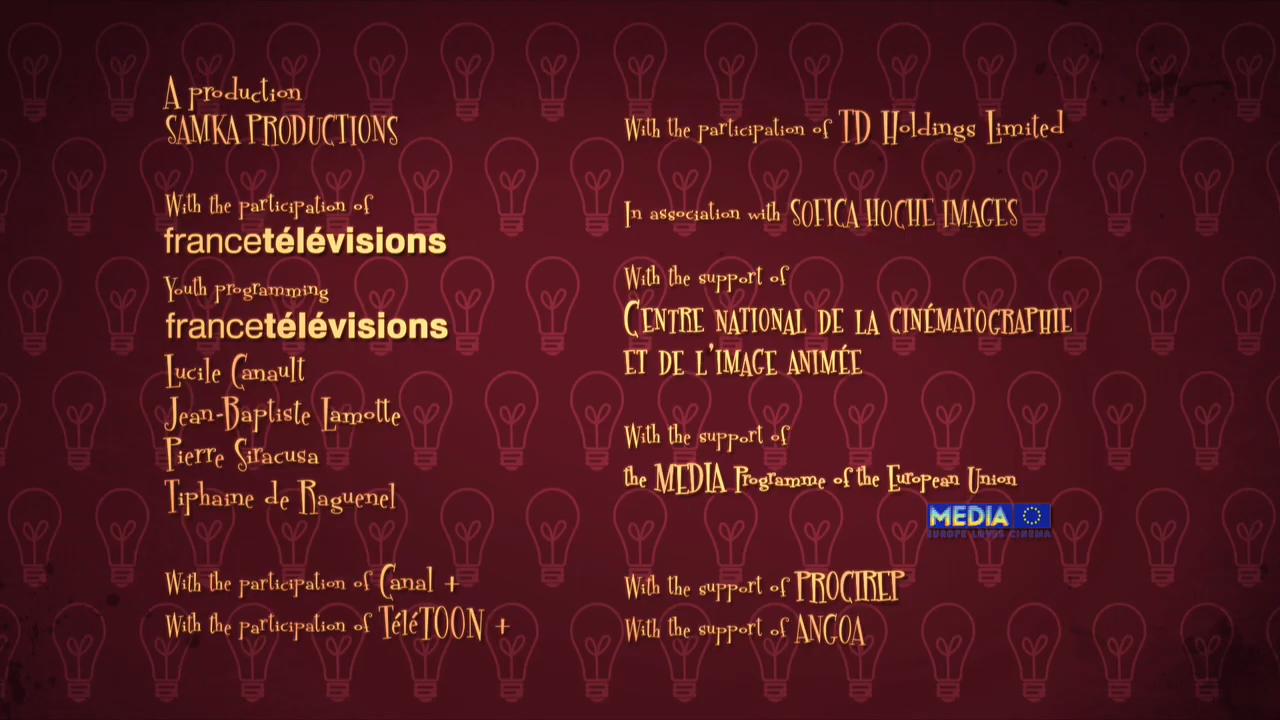 A production
SAMKA PRODUCTIONS
With the participation of
francetélévisions
Youth programming
francetélévisions
Lucile Canault
Jean-Baptiste Lamotte
Pierre Siracusa
Tiphaine de Raguenel
With the participation of Canal +
With the participation of TéléTOON +
With the participation of TD Holdings Limited
In association with SOFICA HOCHE IMAGES
With the support of
CENTRE NATIONAL DE LA CINÉMATOGRAPHIE
ET DE L'IMAGE ANIMÉE
With the support of
the MEDIA Programme of the European Union
MEDIA
EUROPE LOVES CINEMA
With the support of PROCIREP
With the support of ANGOA